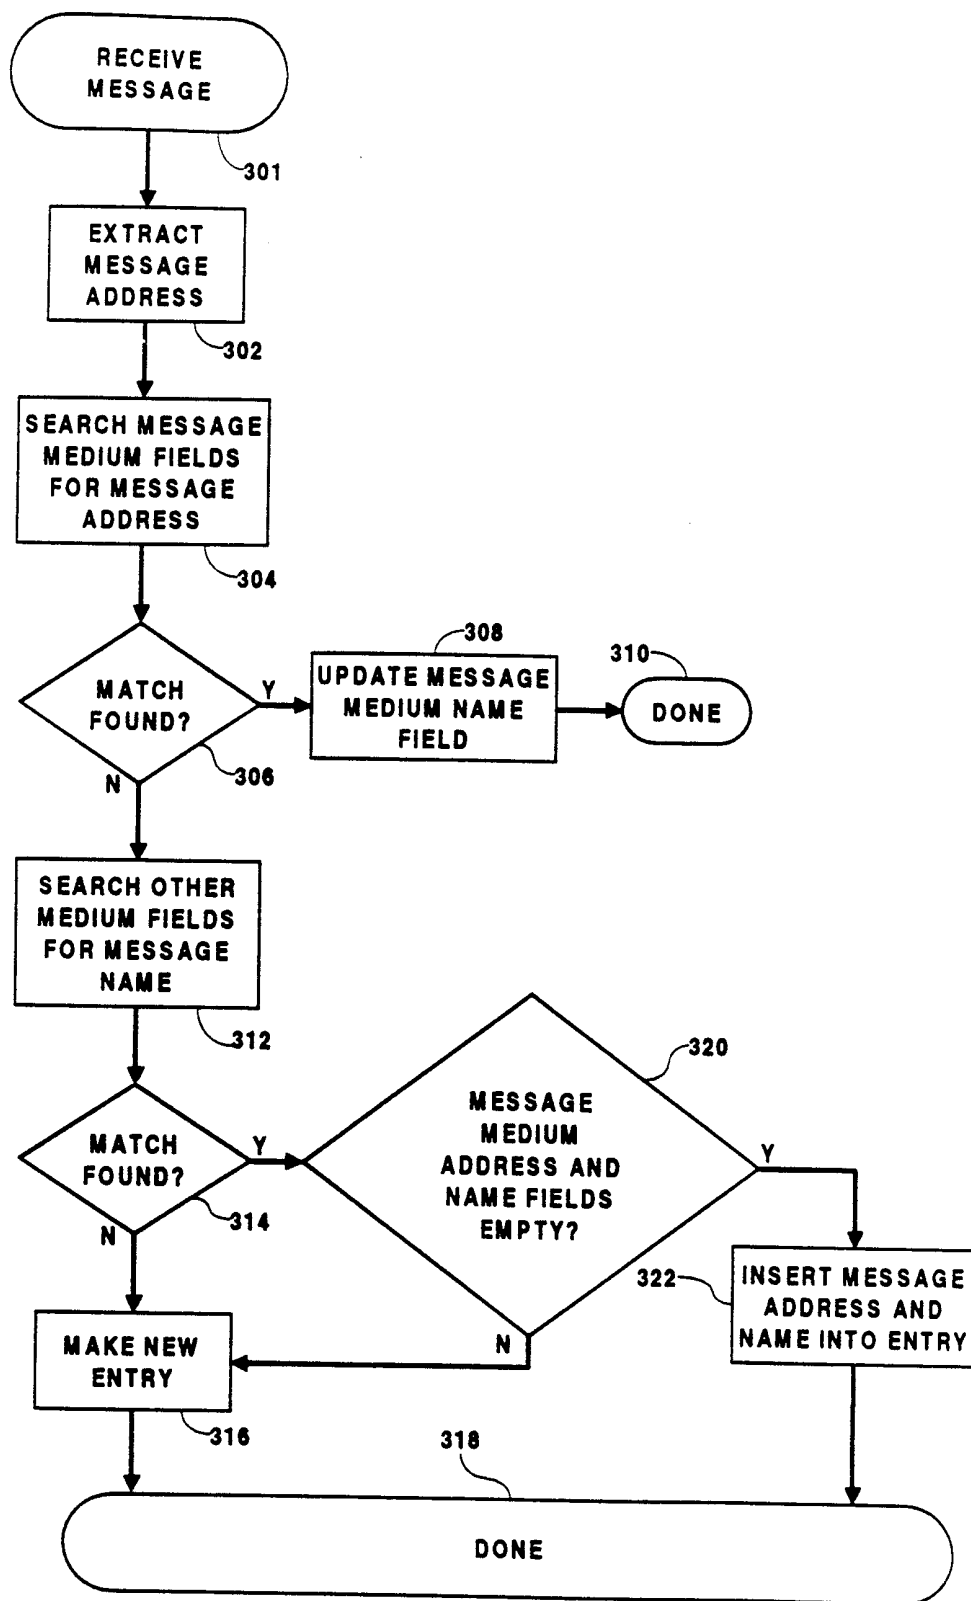 RECEIVE
MESSAGE
301
EXTRACT
MESSAGE
ADDRESS
302
SEARCH MESSAGE
MEDIUM FIELDS
FOR MESSAGE
ADDRESS
304
MATCH
FOUND?
306
Y
N
308
UPDATE MESSAGE
MEDIUM NAME
FIELD
310
DONE
SEARCH OTHER
MEDIUM FIELDS
FOR MESSAGE
NAME
312
MATCH
FOUND?
314
Y
N
320
MESSAGE
MEDIUM
ADDRESS AND
NAME FIELDS
EMPTY?
Y
N
322
INSERT MESSAGE
ADDRESS AND
NAME INTO ENTRY
MAKE NEW
ENTRY
316
318
DONE